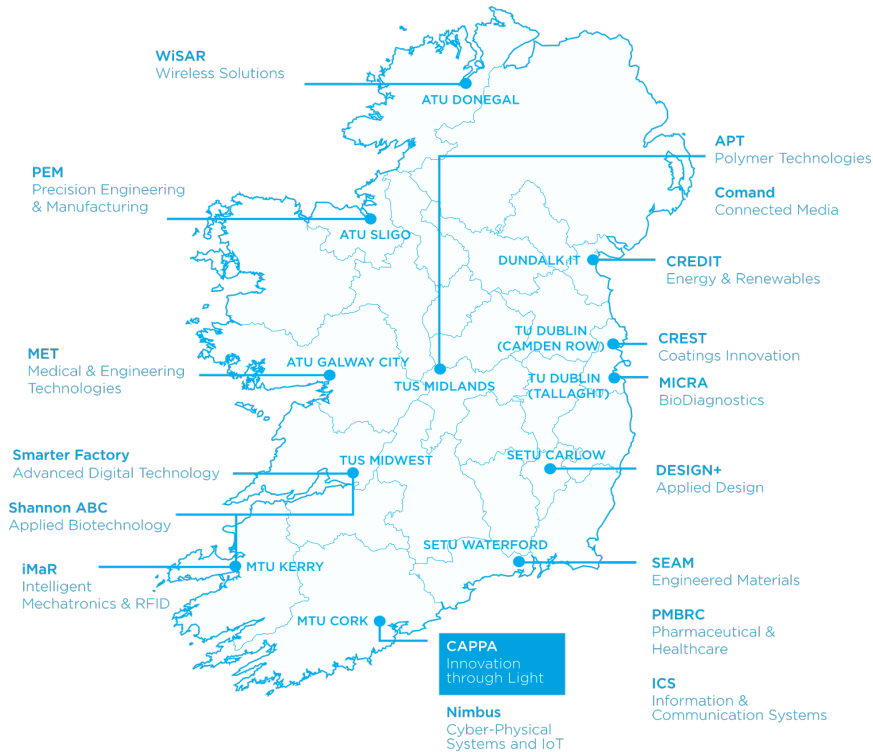 WiSAR
Wireless Solutions
ATU DONEGAL
APT
Polymer Technologies
PEM
Precision Engineering
& Manufacturing
Comand
Connected Media
ATU SLIGO
DUNDALK IT
CREDIT
Energy & Renewables
TU DUBLIN
(CAMDEN ROW)
CREST
Coatings Innovation
MET
Medical & Engineering
Technologies
ATU GALWAY CITY
TUS MIDLANDS
TU DUBLIN
(TALLAGHT)
MICRA
BioDiagnostics
Smarter Factory
Advanced Digital Technology
TUS MIDWEST
SETU CARLOW
DESIGN+
Applied Design
Shannon ABC
Applied Biotechnology
iMaR
Intelligent
Mechatronics & RFID
MTU KERRY
SETU WATERFORD
SEAM
Engineered Materials
MTU CORK
PMBRC
Pharmaceutical &
Healthcare
CAPPA
Innovation
through Light
ICS
Information &
Communication Systems
Nimbus
Cyber-Physical
Systems and IoT